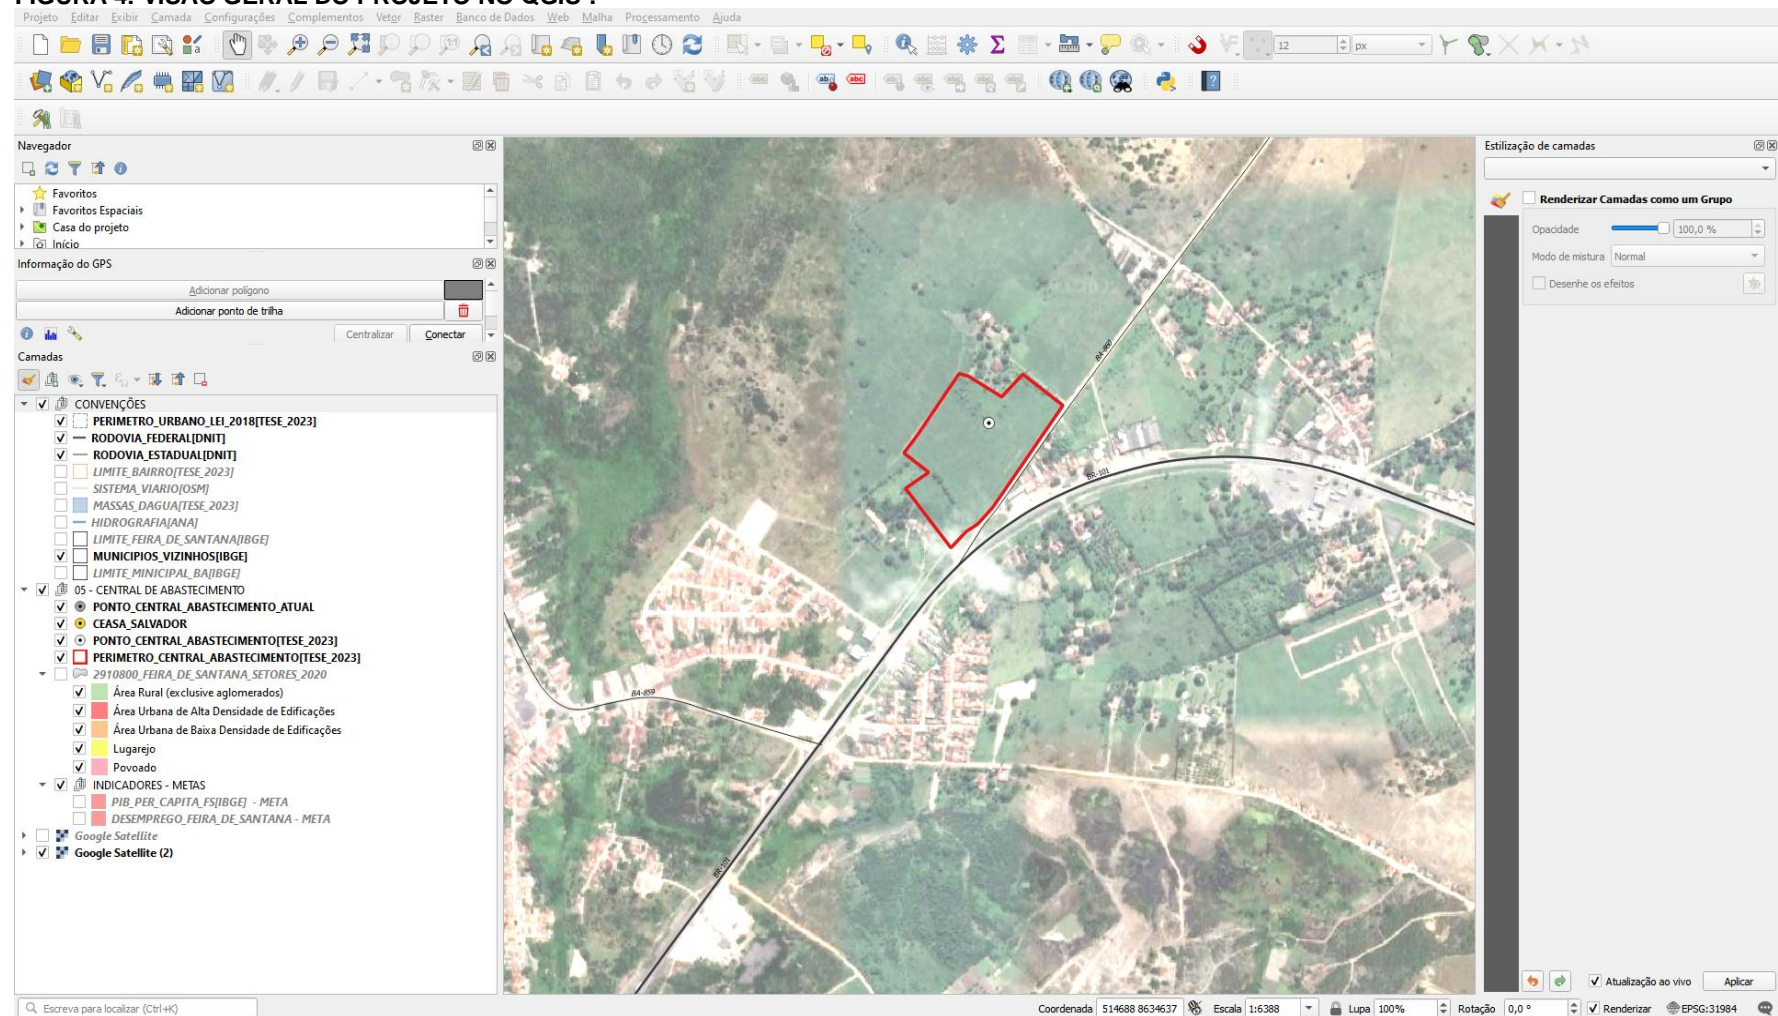 FIGURA 4: VISÃO GERAL DO PROJETO NO QGIS .
Projeto Editar Exibir Camada Configurações Complementos Vetor Raster Banco de Dados Web Malha Processamento Ajuda
12 px
Navegador
Favoritos
Favoritos Espaciais
Casa do projeto
Início
Informação do GPS
Adicionar polígono
Adicionar ponto de trilha
Centralizar Conectar
Camadas
CONVENÇÕES
PERIMETRO_URBANO_LEI_2018[TESE_2023]
RODOVIA_FEDERAL[DNIT]
RODOVIA_ESTADUAL[DNIT]
LIMITE_BAIRRO[TESE_2023]
SISTEMA_VIARIO[OSM]
MASSAS_DAGUA[TESE_2023]
HIDROGRAFIA[ANA]
LIMITE_FEIRA_DE_SANTANA[IBGE]
MUNICIPIOS_VIZINHOS[IBGE]
LIMITE_MINICIPAL_BA[IBGE]
05 - CENTRAL DE ABASTECIMENTO
PONTO_CENTRAL_ABASTECIMENTO_ATUAL
CEASA_SALVADOR
PONTO_CENTRAL_ABASTECIMENTO[TESE_2023]
PERIMETRO_CENTRAL_ABASTECIMENTO[TESE_2023]
2910800_FEIRA_DE_SANTANA_SETORES_2020
Área Rural (exclusive aglomerados)
Área Urbana de Alta Densidade de Edificações
Área Urbana de Baixa Densidade de Edificações
Lugarejo
Povoado
INDICADORES - METAS
PIB_PER_CAPITA_FS[IBGE] - META
DESEMPREGO_FEIRA_DE_SANTANA - META
Google Satellite
Google Satellite (2)
BA-860
BR-101
BA-859
BR-101
Estilização de camadas
Renderizar Camadas como um Grupo
Opacidade 100,0 %
Modo de mistura Normal
Desenhe os efeitos
Atualização ao vivo Aplicar
Escreva para localizar (Ctrl+K) Coordenada 514688 8634637 Escala 1:6388 Lupa 100% Rotação 0,0 ° Renderizar EPSG:31984